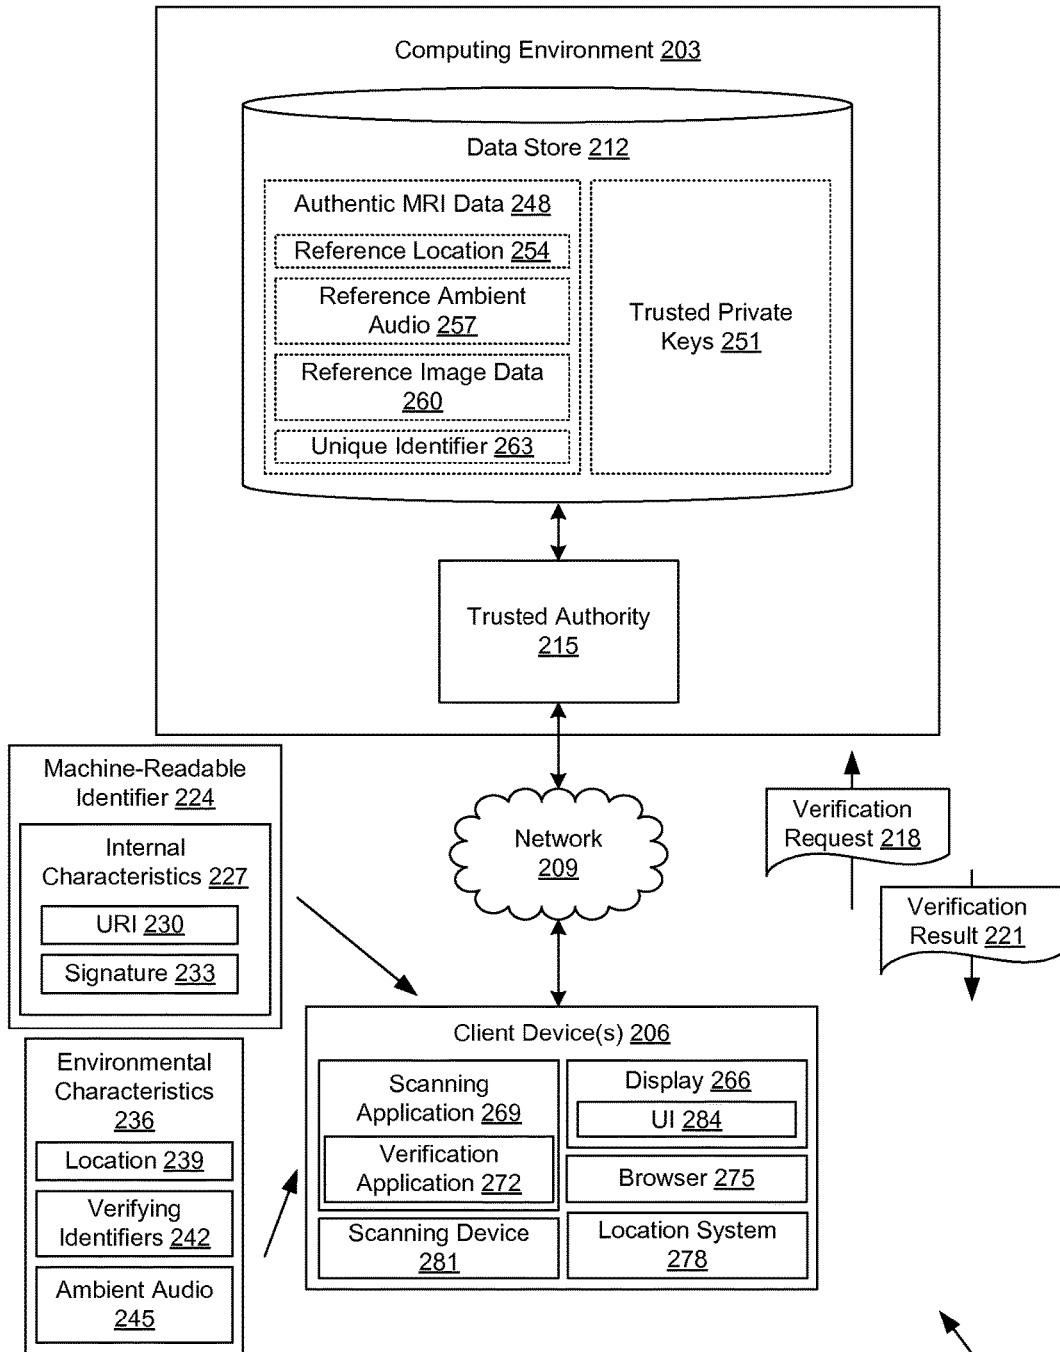 Computing Environment 203
Data Store 212
Authentic MRI Data 248
Reference Location 254
Reference Ambient
Audio 257
Reference Image Data
260
Unique Identifier 263
Trusted Private
Keys 251
Trusted Authority
215
Machine-Readable
Identifier 224
Internal
Characteristics 227
URI 230
Signature 233
Network
209
Verification
Request 218
Verification
Result 221
Environmental
Characteristics
236
Location 239
Verifying
Identifiers 242
Ambient Audio
245
Client Device(s) 206
Scanning
Application 269
Verification
Application 272
Scanning Device
281
Display 266
UI 284
Browser 275
Location System
278